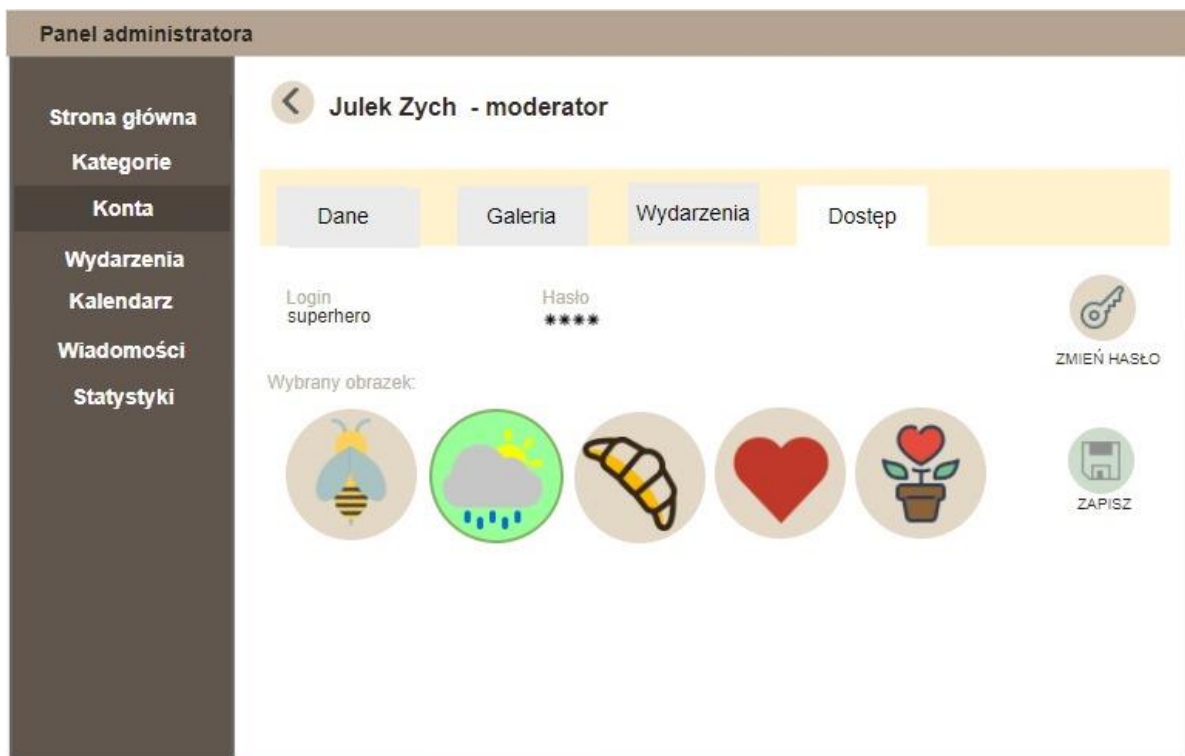 Panel administratora
Strona główna
Kategorie
Konta
Wydarzenia
Kalendarz
Wiadomości
Statystyki
Julek Zych - moderator
Dane
Galeria
Wydarzenia
Dostęp
Login
superhero
Hasło
****
ZMIEŃ HASŁO
Wybrany obrazek:
ZAPISZ